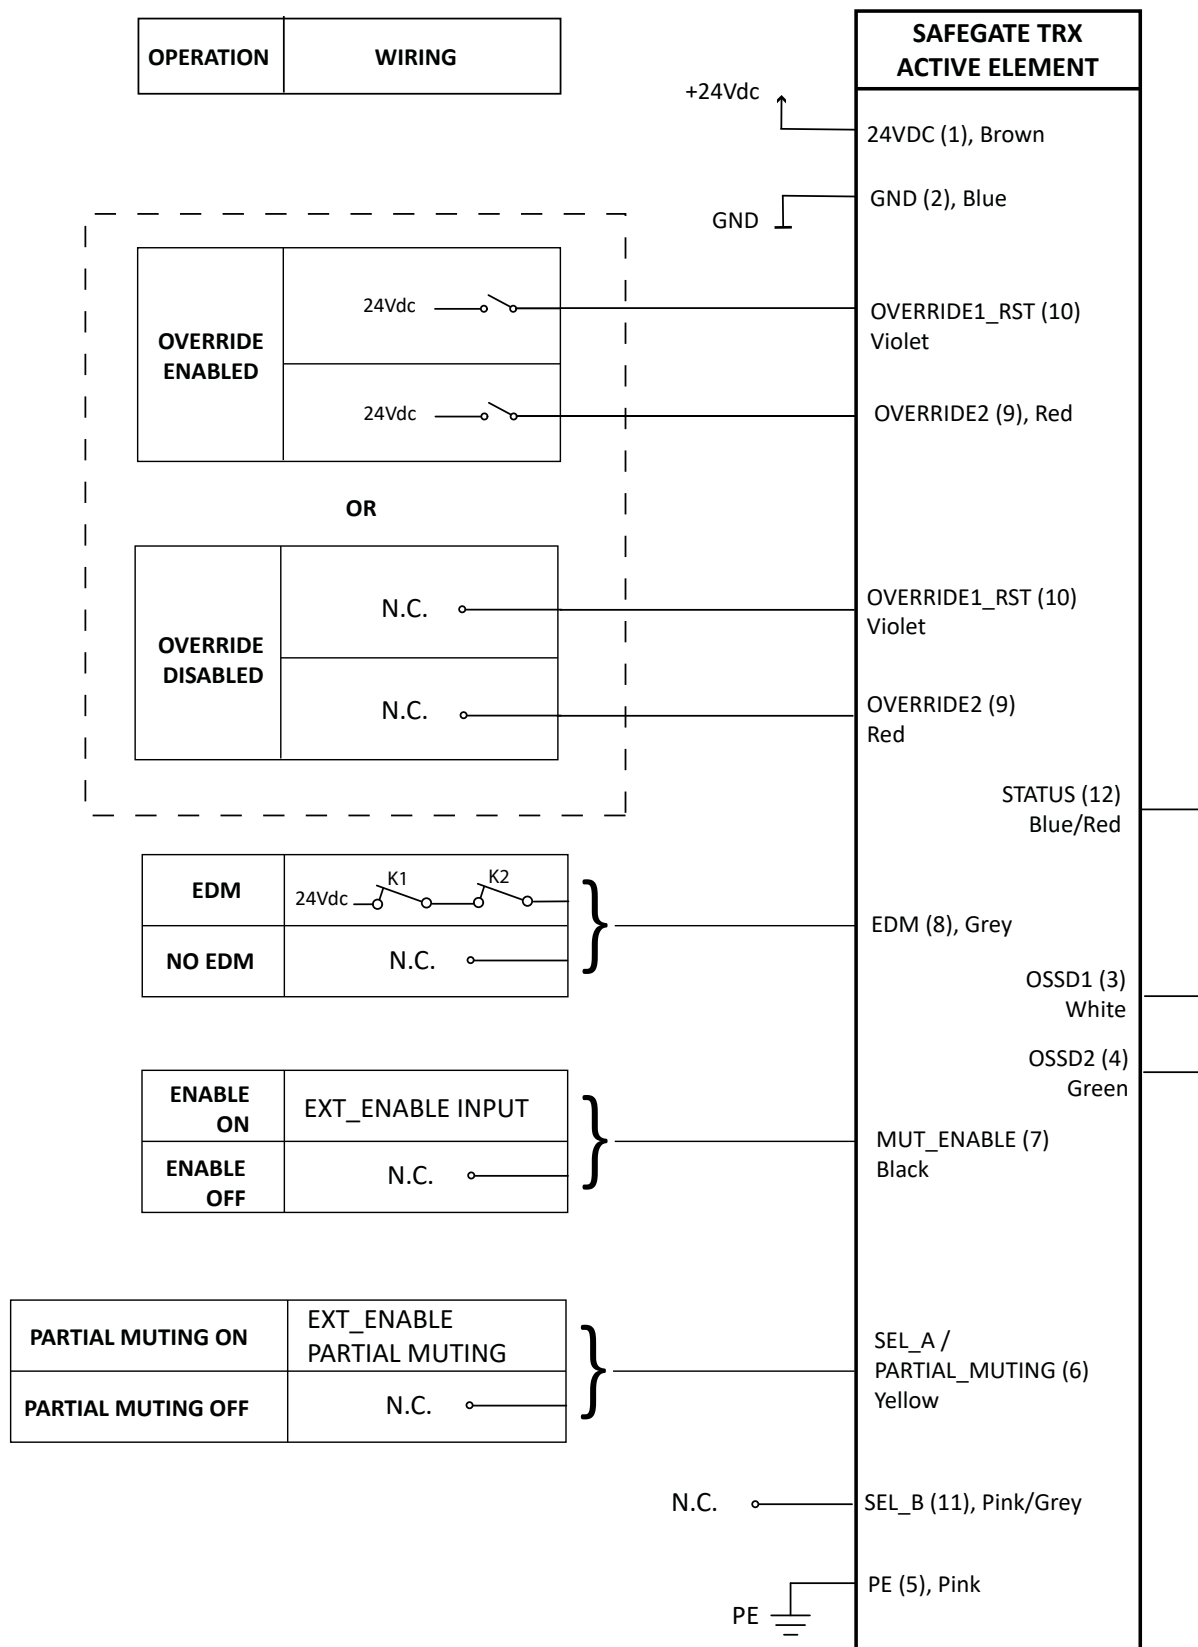 OPERATION
WIRING
SAFEGATE TRX
ACTIVE ELEMENT
+24Vdc
24VDC (1), Brown
GND
GND (2), Blue
OVERRIDE
ENABLED
24Vdc
OVERRIDE1_RST (10)
Violet
24Vdc
OVERRIDE2 (9), Red
OR
OVERRIDE
DISABLED
N.C.
OVERRIDE1_RST (10)
Violet
N.C.
OVERRIDE2 (9)
Red
STATUS (12)
Blue/Red
EDM
24Vdc
K1
K2
NO EDM
N.C.
EDM (8), Grey
OSSD1 (3)
White
OSSD2 (4)
Green
ENABLE
ON
EXT_ENABLE INPUT
ENABLE
OFF
N.C.
MUT_ENABLE (7)
Black
PARTIAL MUTING ON
EXT_ENABLE
PARTIAL MUTING
PARTIAL MUTING OFF
N.C.
SEL_A /
PARTIAL_MUTING (6)
Yellow
N.C.
SEL_B (11), Pink/Grey
PE
PE (5), Pink